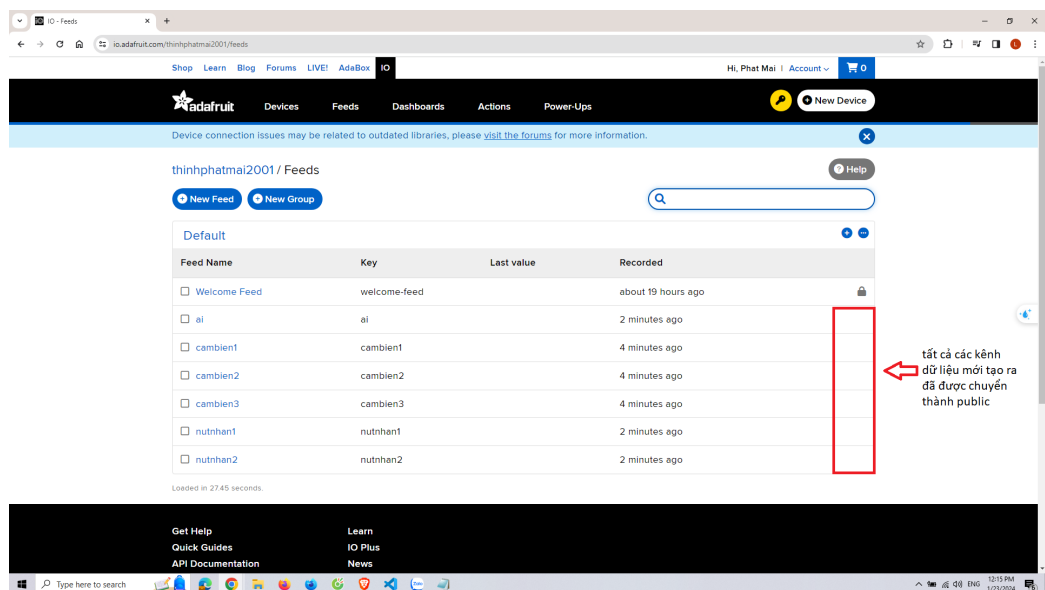 IO - Feeds
io.adafruit.com/thinhphatmai2001/feeds
Shop Learn Blog Forums LIVE! AdaBox IO
Hi, Phat Mai | Account 0
adafruit Devices Feeds Dashboards Actions Power-Ups New Device
Device connection issues may be related to outdated libraries, please visit the forums for more information.
thinhphatmai2001 / Feeds
Help
New Feed New Group
Default
Feed Name Key Last value Recorded
Welcome Feed welcome-feed about 19 hours ago
ai ai 2 minutes ago
cambien1 cambien1 4 minutes ago
cambien2 cambien2 4 minutes ago
cambien3 cambien3 4 minutes ago
nutnhan1 nutnhan1 2 minutes ago
nutnhan2 nutnhan2 2 minutes ago
tất cả các kênh
dữ liệu mới tạo ra
đã được chuyển
thành public
Loaded in 27.45 seconds.
Get Help Learn
Quick Guides IO Plus
API Documentation News
Type here to search
Zalo
ENG
12:15 PM
1/23/2024